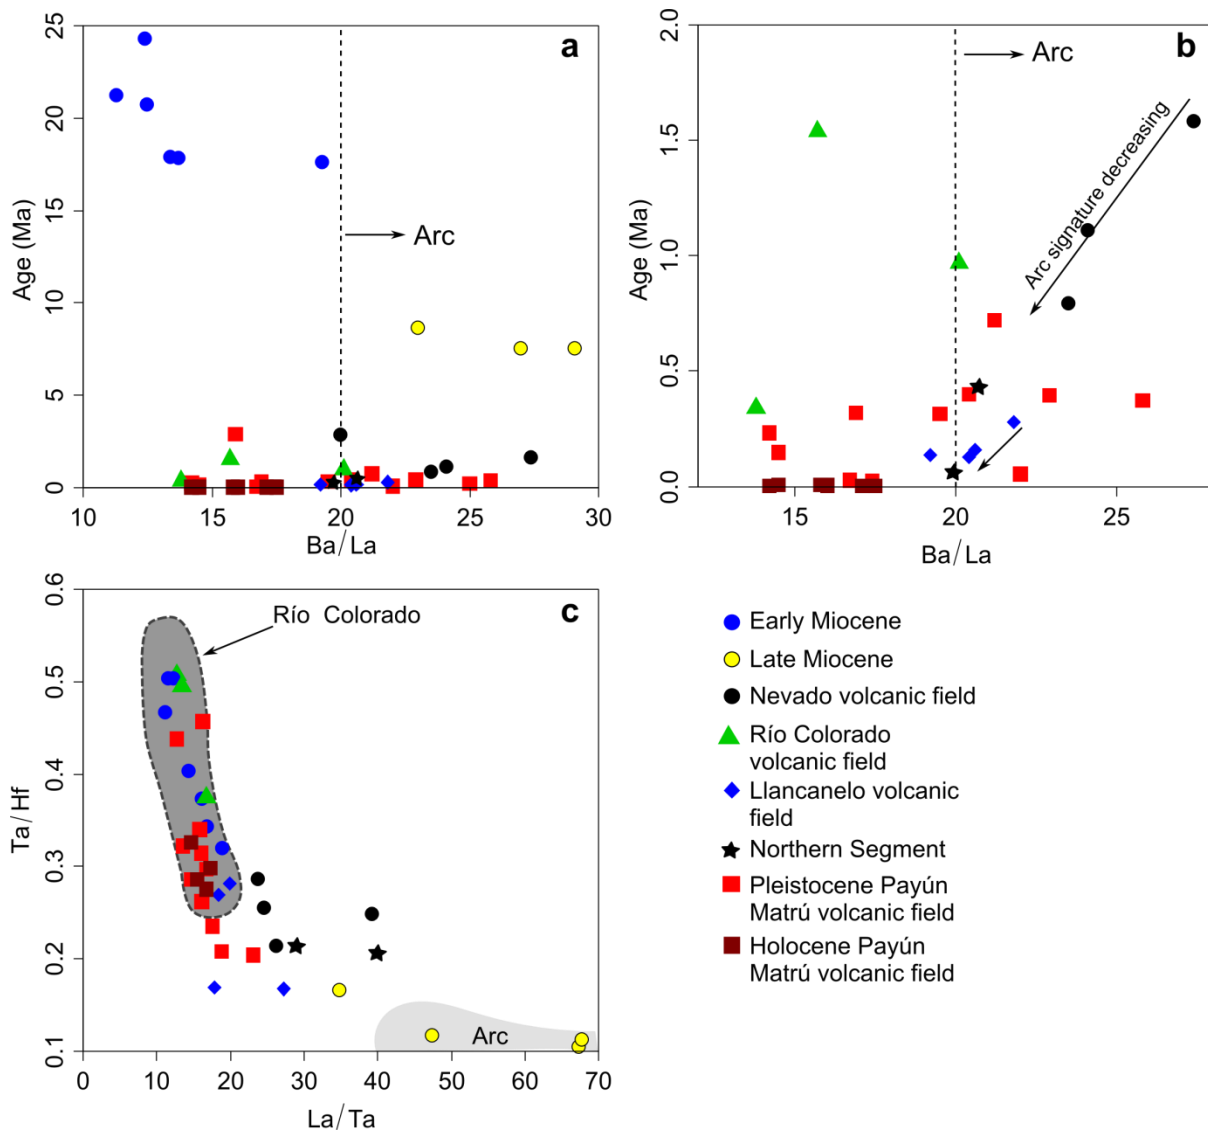 a
25
20
15
10
5
0
Age (Ma)
Arc
10
15
20
25
30
Ba/La
b
2.0
1.5
1.0
0.5
0.0
Age (Ma)
Arc
Arc signature decreasing
15
20
25
Ba/La
c
0.6
0.5
0.4
0.3
0.2
0.1
Ta/Hf
Río Colorado
Arc
0
10
20
30
40
50
60
70
La/Ta
Early Miocene
Late Miocene
Nevado volcanic field
Río Colorado
volcanic field
Llancanelo volcanic
field
Northern Segment
Pleistocene Payún
Matrú volcanic field
Holocene Payún
Matrú volcanic field